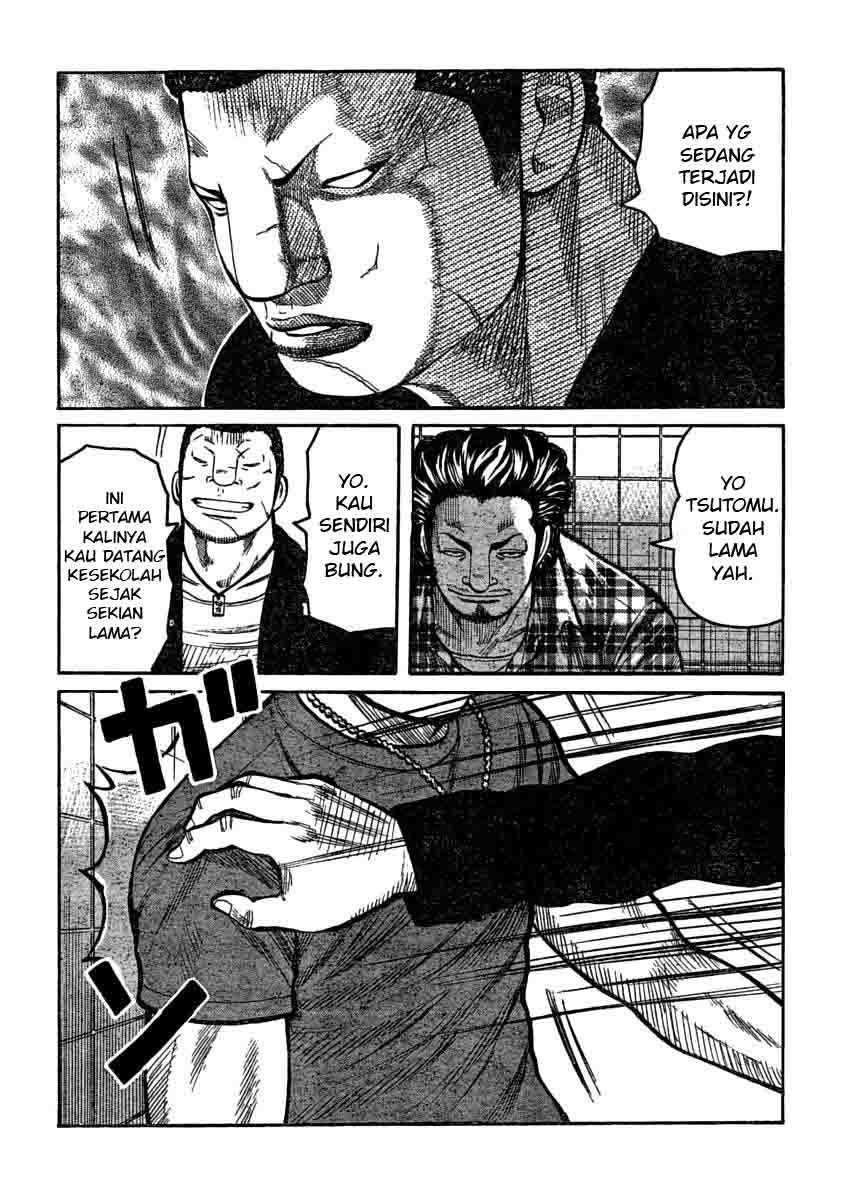 APA YG
SEDANG
TERJADI
DISINI?!
YO
TSUTOMU.
SUDAH
LAMA
YAH.
YO.
KAU
SENDIRI
JUGA
BUNG.
INI
PERTAMA
KALINYA
KAU DATANG
KESEKOLAH
SEJAK
SEKIAN
LAMA?
ガッ
ン